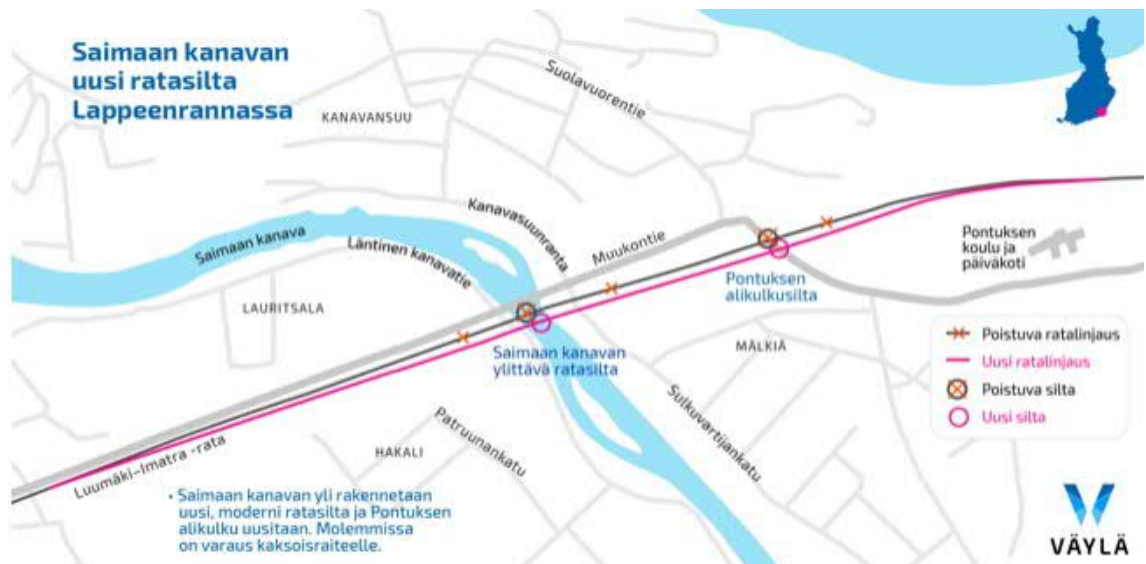 Saimaan kanavan
uusi ratasilta
Lappeenrannassa
KANAVANSUU
Suolavuorentie
Saimaan kanava
Läntinen kanavatie
Kanavasuunranta
Muukontie
LAURITSALA
Pontuksen
alikulkusilta
Pontuksen
koulu ja
päiväkoti
Saimaan kanavan
ylittävä ratasilta
MÄLKIÄ
Poistuva ratalinjaus
Uusi ratalinjaus
Poistuva silta
Uusi silta
Luumäki–Imatra -rata
HAKALI
Patruunankatu
Sulkuvartijankatu
• Saimaan kanavan yli rakennetaan
uusi, moderni ratasilta ja Pontuksen
alikulku uusitaan. Molemmissa
on varaus kaksoisraiteelle.
VÄYLÄ